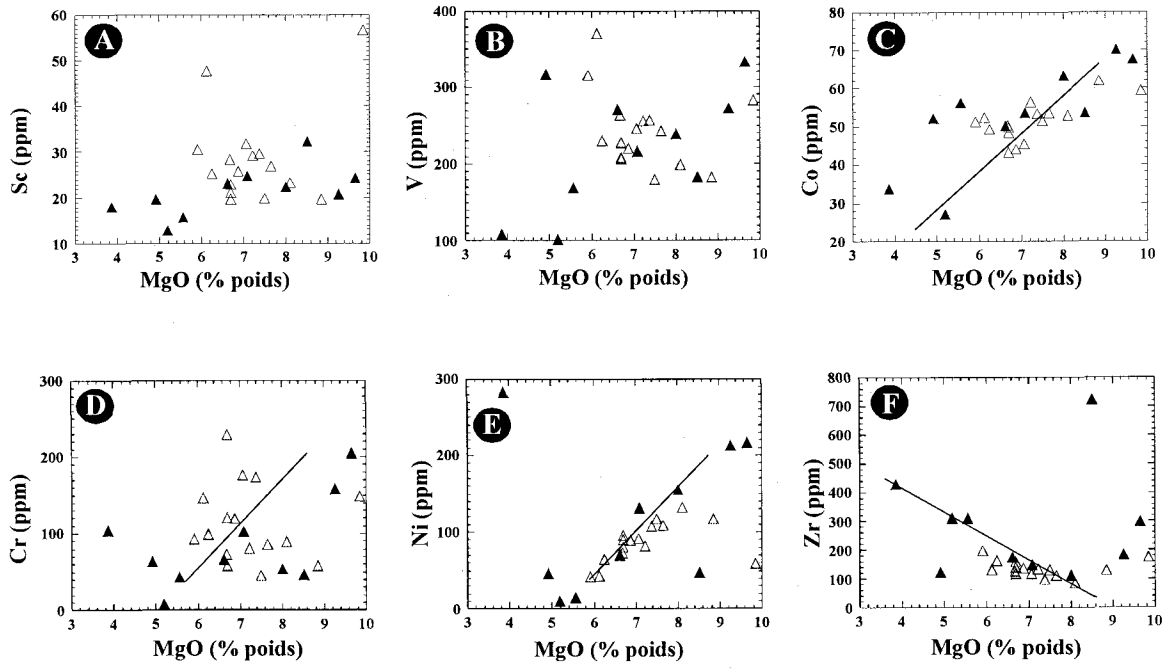 A
60
50
40
30
20
10
Sc (ppm)
3 4 5 6 7 8 9 10
MgO (% poids)
B
400
300
200
100
V (ppm)
3 4 5 6 7 8 9 10
MgO (% poids)
C
80
70
60
50
40
30
20
Co (ppm)
3 4 5 6 7 8 9 10
MgO (% poids)
D
300
200
100
0
Cr (ppm)
3 4 5 6 7 8 9 10
MgO (% poids)
E
300
200
100
0
Ni (ppm)
3 4 5 6 7 8 9 10
MgO (% poids)
F
800
700
600
500
400
300
200
100
0
Zr (ppm)
3 4 5 6 7 8 9 10
MgO (% poids)